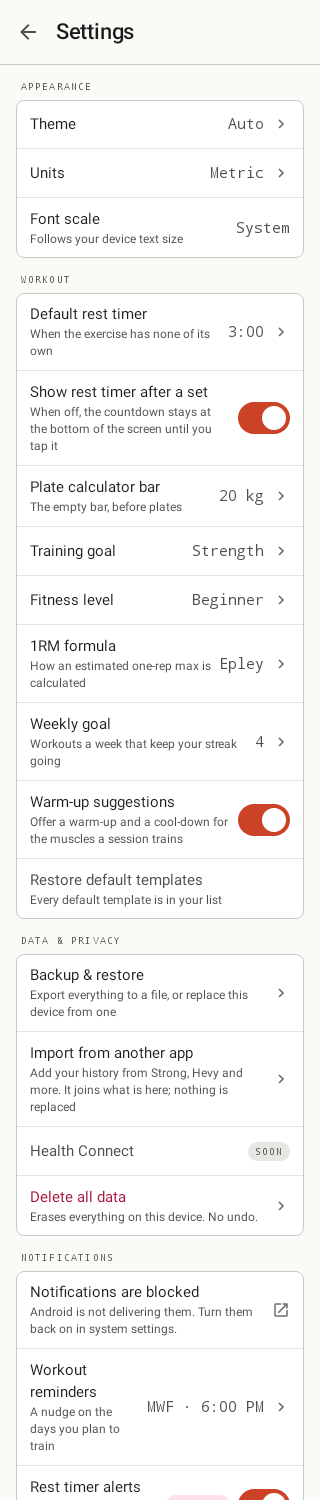 Settings
APPEARANCE
Theme
Auto
Units
Metric
Font scale
Follows your device text size
System
WORKOUT
Default rest timer
When the exercise has none of its
own
3:00
Show rest timer after a set
When off, the countdown stays at
the bottom of the screen until you
tap it
Plate calculator bar
The empty bar, before plates
20 kg
Training goal
Strength
Fitness level
Beginner
1RM formula
How an estimated one-rep max is
calculated
Epley
Weekly goal
Workouts a week that keep your streak
going
4
Warm-up suggestions
Offer a warm-up and a cool-down for
the muscles a session trains
Restore default templates
Every default template is in your list
DATA & PRIVACY
Backup & restore
Export everything to a file, or replace this
device from one
Import from another app
Add your history from Strong, Hevy and
more. It joins what is here; nothing is
replaced
Health Connect
SOON
Delete all data
Erases everything on this device. No undo.
NOTIFICATIONS
Notifications are blocked
Android is not delivering them. Turn them
back on in system settings.
Workout
reminders
A nudge on the
days you plan to
train
MWF · 6:00 PM
Rest timer alerts